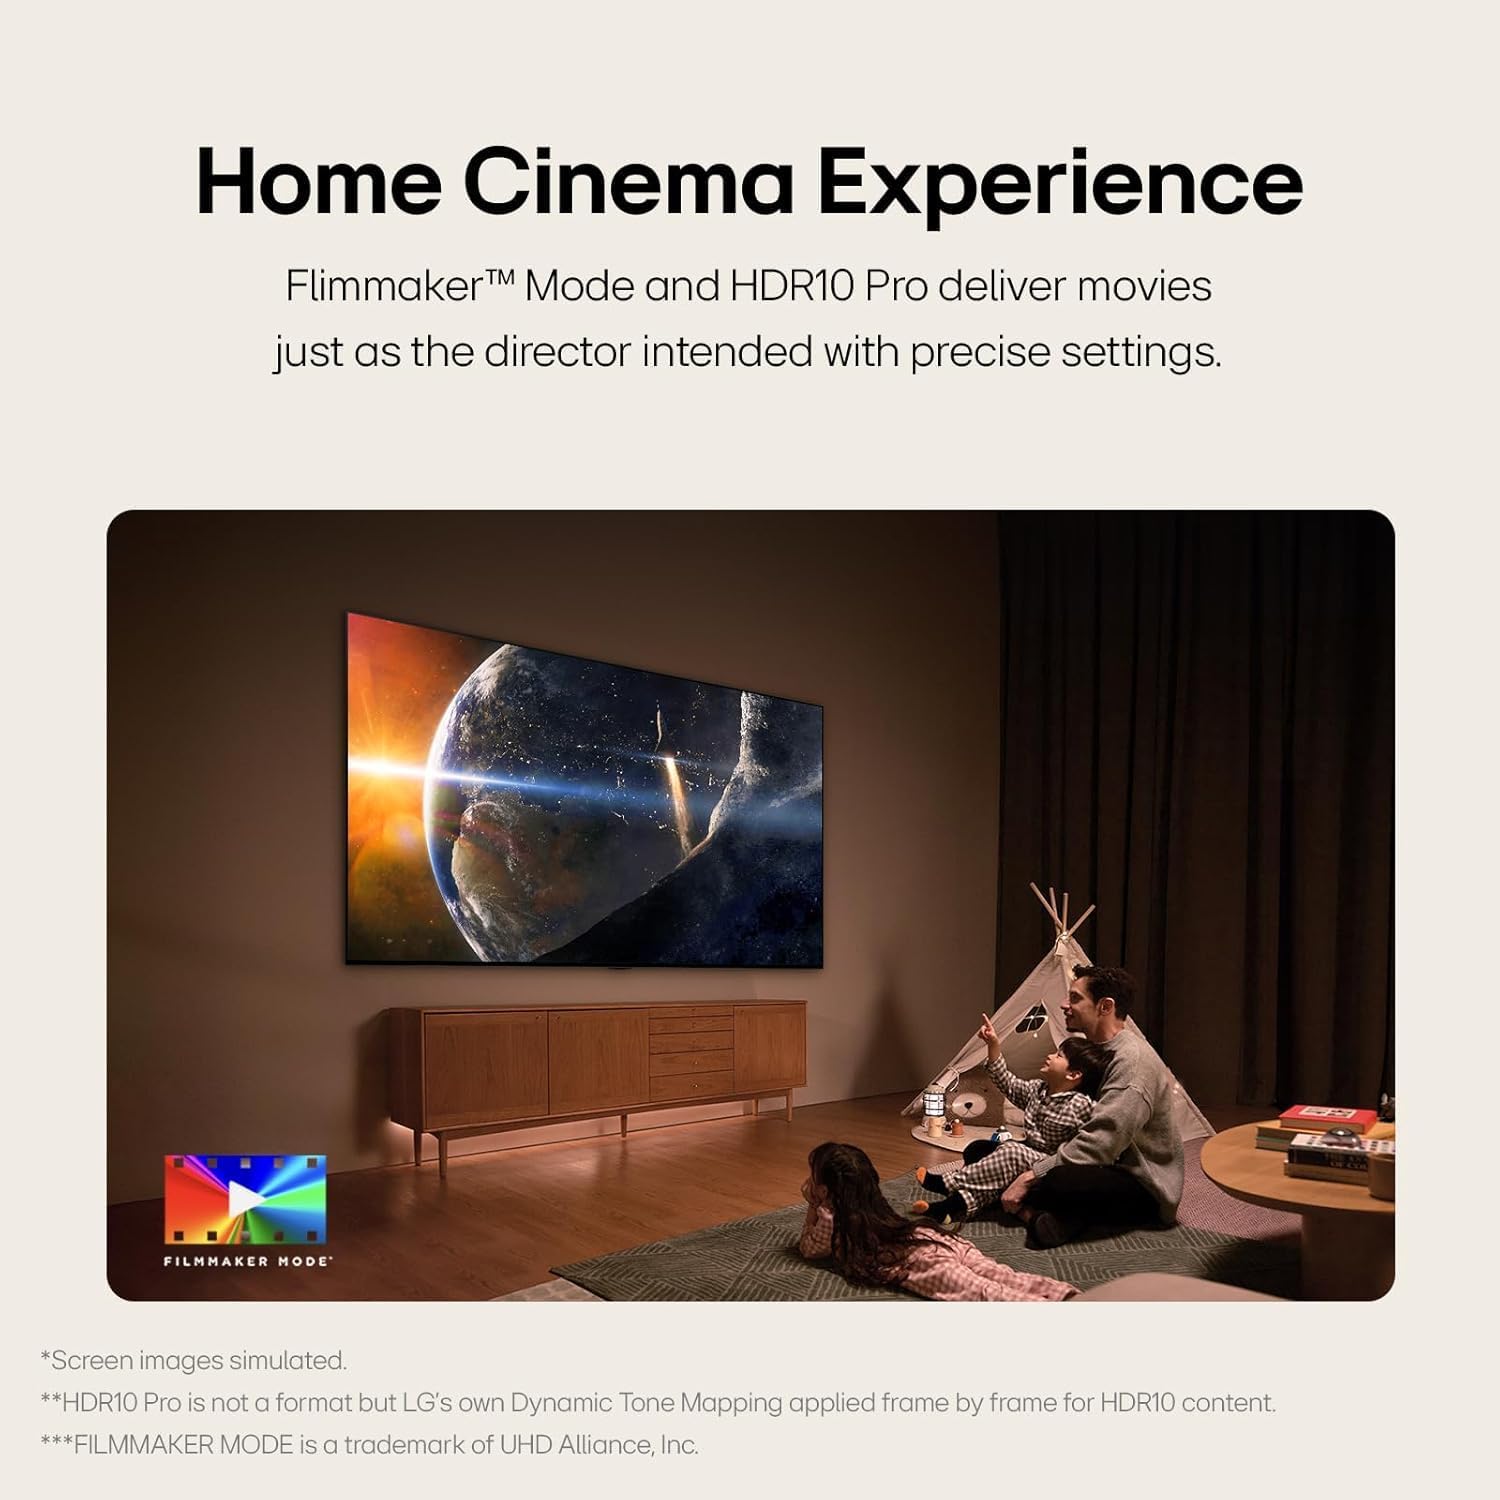 Home Cinema Experience
Flimmaker™ Mode and HDR10 Pro deliver movies
just as the director intended with precise settings.
FILMMAKER MODE
*Screen images simulated.
**HDR10 Pro is not a format but LG's own Dynamic Tone Mapping applied frame by frame for HDR10 content.
***FILMMAKER MODE is a trademark of UHD Alliance, Inc.